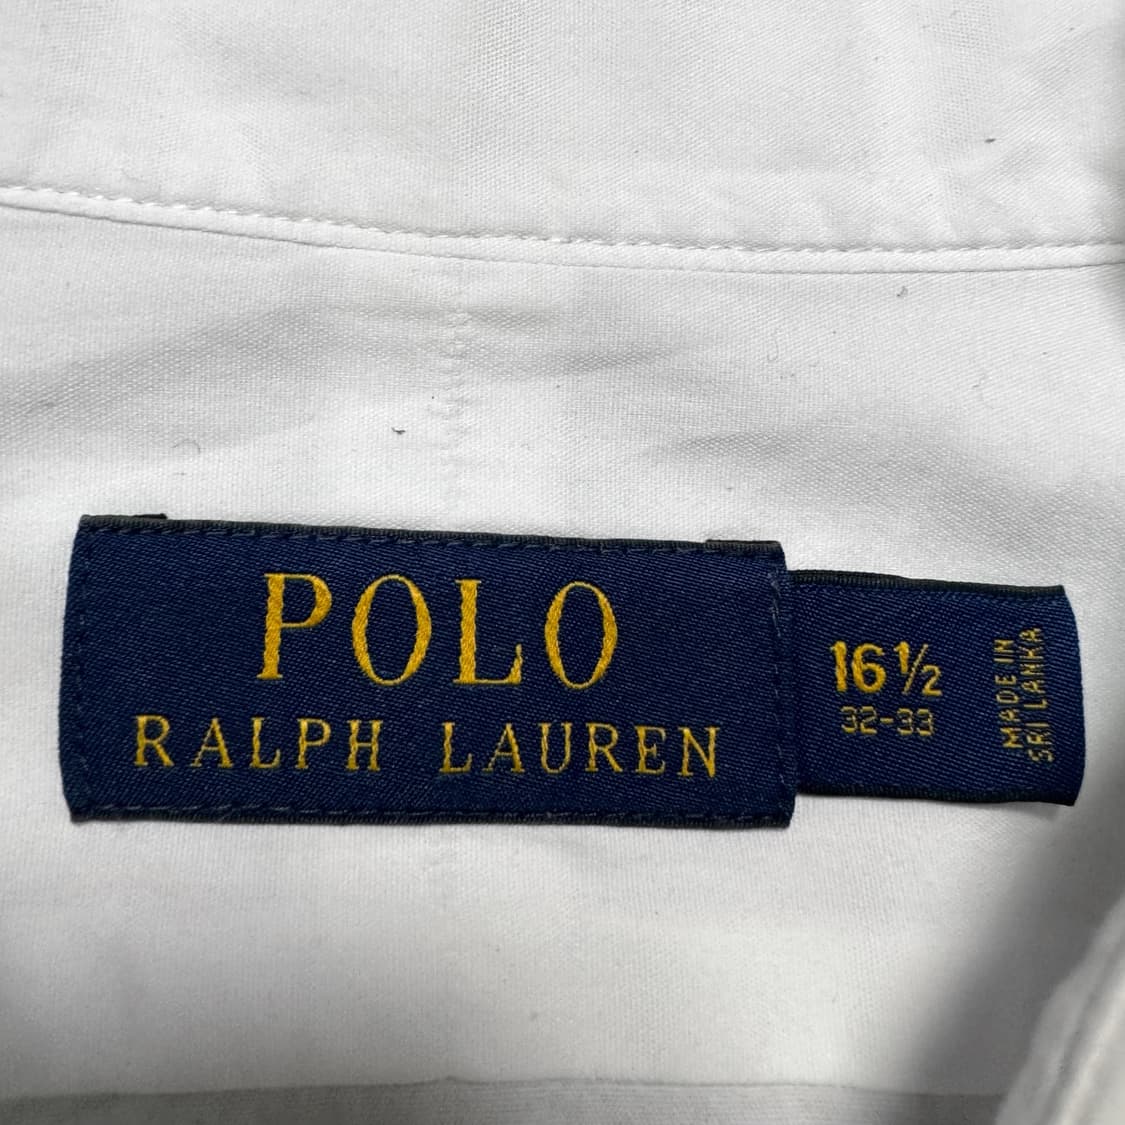 POLO
RALPH LAUREN
16½
32-33
MADE IN
SRI LANKA